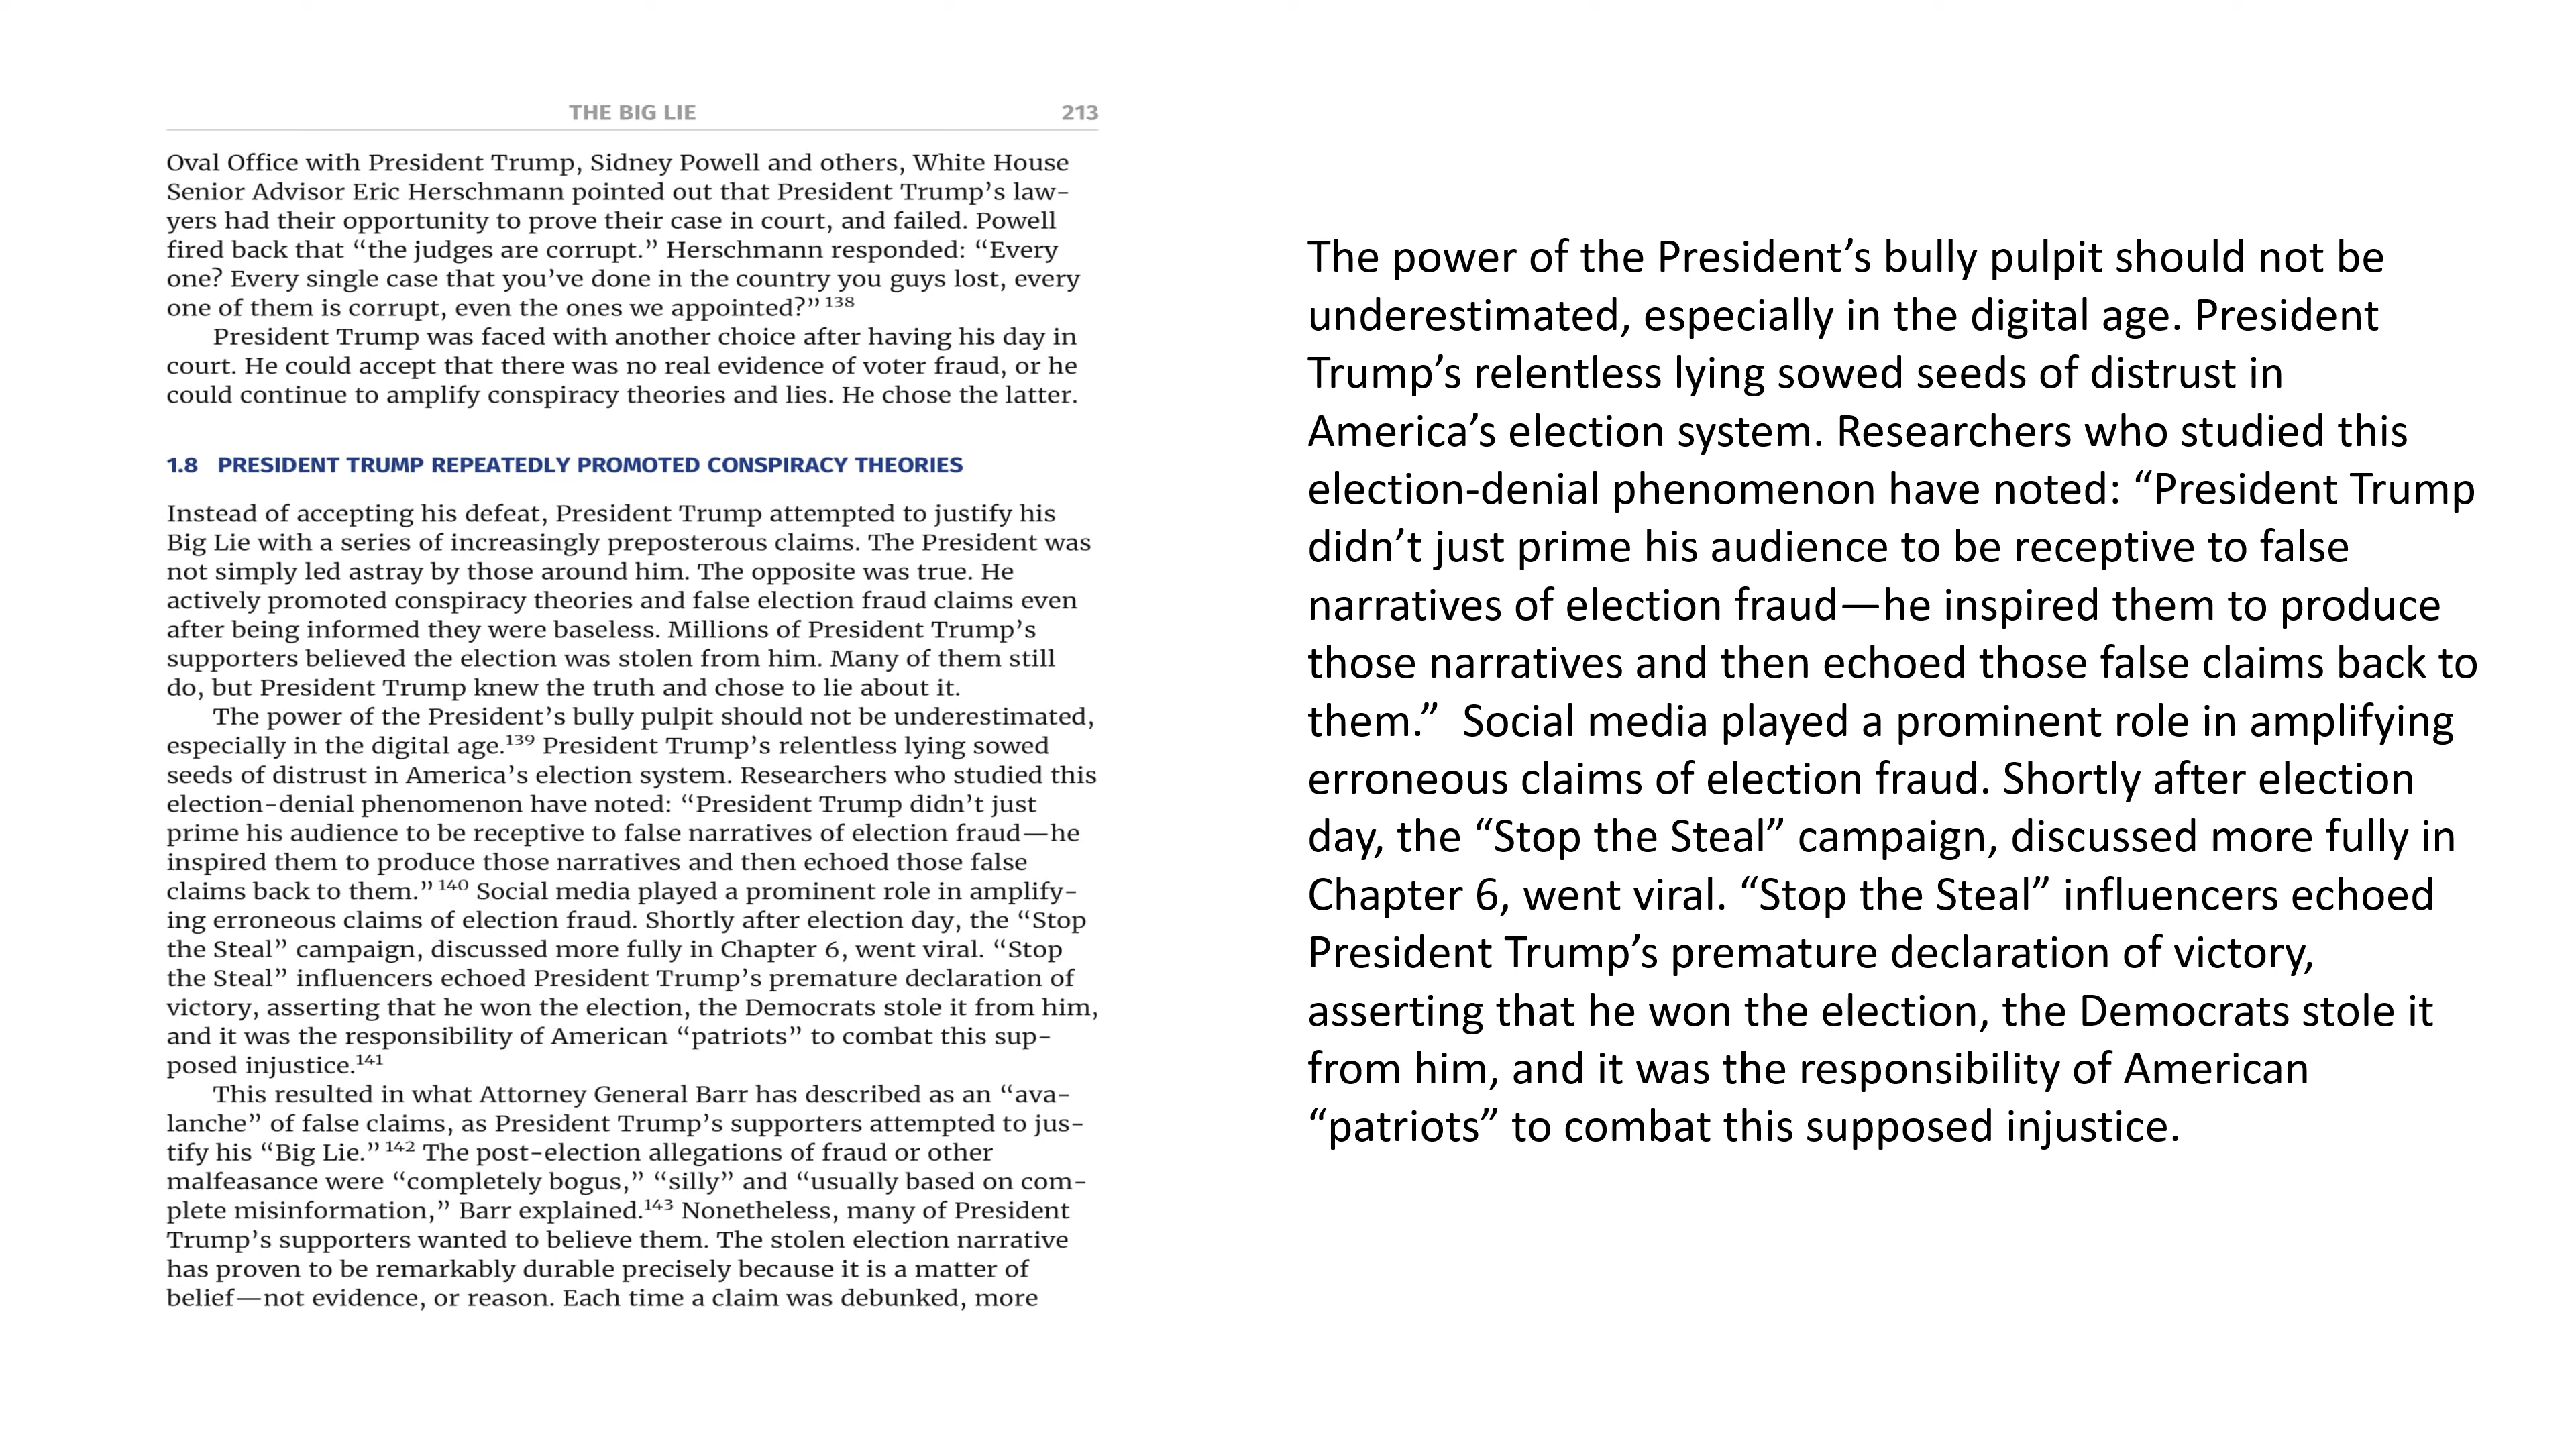 THE BIG LIE 213
Oval Office with President Trump, Sidney Powell and others, White House
Senior Advisor Eric Herschmann pointed out that President Trump’s law-
yers had their opportunity to prove their case in court, and failed. Powell
fired back that “the judges are corrupt.” Herschmann responded: “Every
one? Every single case that you’ve done in the country you guys lost, every
one of them is corrupt, even the ones we appointed?” 138
President Trump was faced with another choice after having his day in
court. He could accept that there was no real evidence of voter fraud, or he
could continue to amplify conspiracy theories and lies. He chose the latter.
1.8 PRESIDENT TRUMP REPEATEDLY PROMOTED CONSPIRACY THEORIES
Instead of accepting his defeat, President Trump attempted to justify his
Big Lie with a series of increasingly preposterous claims. The President was
not simply led astray by those around him. The opposite was true. He
actively promoted conspiracy theories and false election fraud claims even
after being informed they were baseless. Millions of President Trump’s
supporters believed the election was stolen from him. Many of them still
do, but President Trump knew the truth and chose to lie about it.
The power of the President’s bully pulpit should not be underestimated,
especially in the digital age.139 President Trump’s relentless lying sowed
seeds of distrust in America’s election system. Researchers who studied this
election-denial phenomenon have noted: “President Trump didn’t just
prime his audience to be receptive to false narratives of election fraud—he
inspired them to produce those narratives and then echoed those false
claims back to them.” 140 Social media played a prominent role in amplify-
ing erroneous claims of election fraud. Shortly after election day, the “Stop
the Steal” campaign, discussed more fully in Chapter 6, went viral. “Stop
the Steal” influencers echoed President Trump’s premature declaration of
victory, asserting that he won the election, the Democrats stole it from him,
and it was the responsibility of American “patriots” to combat this sup-
posed injustice.141
This resulted in what Attorney General Barr has described as an “ava-
lanche” of false claims, as President Trump’s supporters attempted to jus-
tify his “Big Lie.” 142 The post-election allegations of fraud or other
malfeasance were “completely bogus,” “silly” and “usually based on com-
plete misinformation,” Barr explained.143 Nonetheless, many of President
Trump’s supporters wanted to believe them. The stolen election narrative
has proven to be remarkably durable precisely because it is a matter of
belief—not evidence, or reason. Each time a claim was debunked, more
The power of the President’s bully pulpit should not be
underestimated, especially in the digital age. President
Trump’s relentless lying sowed seeds of distrust in
America’s election system. Researchers who studied this
election-denial phenomenon have noted: “President Trump
didn’t just prime his audience to be receptive to false
narratives of election fraud—he inspired them to produce
those narratives and then echoed those false claims back to
them.”  Social media played a prominent role in amplifying
erroneous claims of election fraud. Shortly after election
day, the “Stop the Steal” campaign, discussed more fully in
Chapter 6, went viral. “Stop the Steal” influencers echoed
President Trump’s premature declaration of victory,
asserting that he won the election, the Democrats stole it
from him, and it was the responsibility of American
“patriots” to combat this supposed injustice.